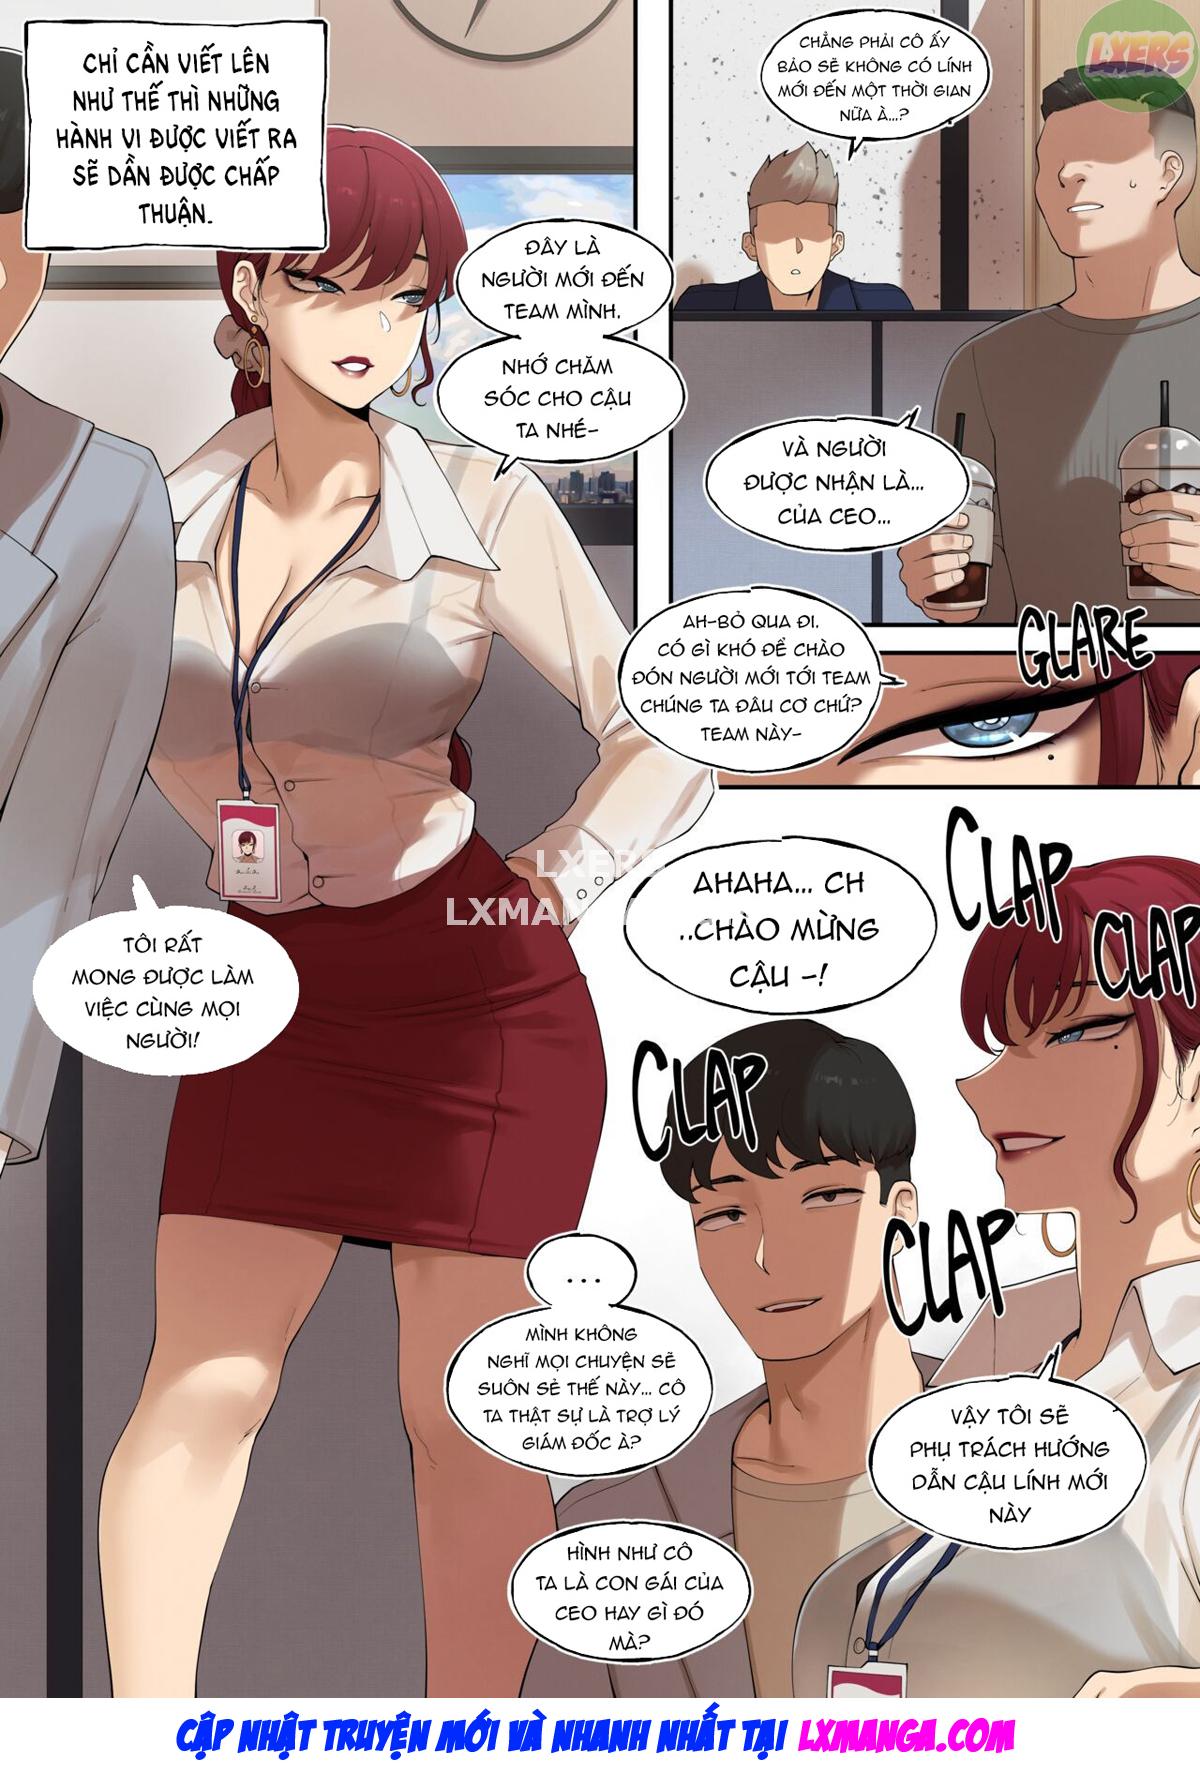 CHỈ CẦN VIẾT LÊN
NHƯ THẾ THÌ NHỮNG
HÀNH VI ĐƯỢC VIẾT RA
SẼ DẦN ĐƯỢC CHẤP
THUẬN.
ĐÂY LÀ
NGƯỜI MỚI ĐẾN
TEAM MÌNH.
NHỚ CHĂM
SÓC CHO CẬU
TA NHÉ-
TÔI RẤT
MONG ĐƯỢC LÀM
VIỆC CÙNG MỌI
NGƯỜI!
CHẲNG PHẢI CÔ ẤY
BẢO SẼ KHÔNG CÓ LÍNH
MỚI ĐẾN MỘT THỜI GIAN
NỮA À...?
LXERS
VÀ NGƯỜI
ĐƯỢC NHẬN LÀ...
CỦA CEO...
AH-BỎ QUA ĐI.
CÓ GÌ KHÓ ĐỂ CHÀO
ĐÓN NGƯỜI MỚI TỚI TEAM
CHÚNG TA ĐÂU CƠ CHỨ?
TEAM NÀY-
GLARE
AHAHA... CH
..CHÀO MỪNG
CẬU -!
CLAP
CLAP
CLAP
CLAP
LXERS
LXMAN
...
MÌNH KHÔNG
NGHĨ MỌI CHUYỆN SẼ
SUÔN SẺ THẾ NÀY... CÔ
TA THẬT SỰ LÀ TRỢ LÝ
GIÁM ĐỐC À?
VẬY TÔI SẼ
PHỤ TRÁCH HƯỚNG
DẪN CẬU LÍNH MỚI
NÀY
HÌNH NHƯ CÔ
TA LÀ CON GÁI CỦA
CEO HAY GÌ ĐÓ
MÀ?
CẬP NHẬT TRUYỆN MỚI VÀ NHANH NHẤT TẠI LXMANGA.COM